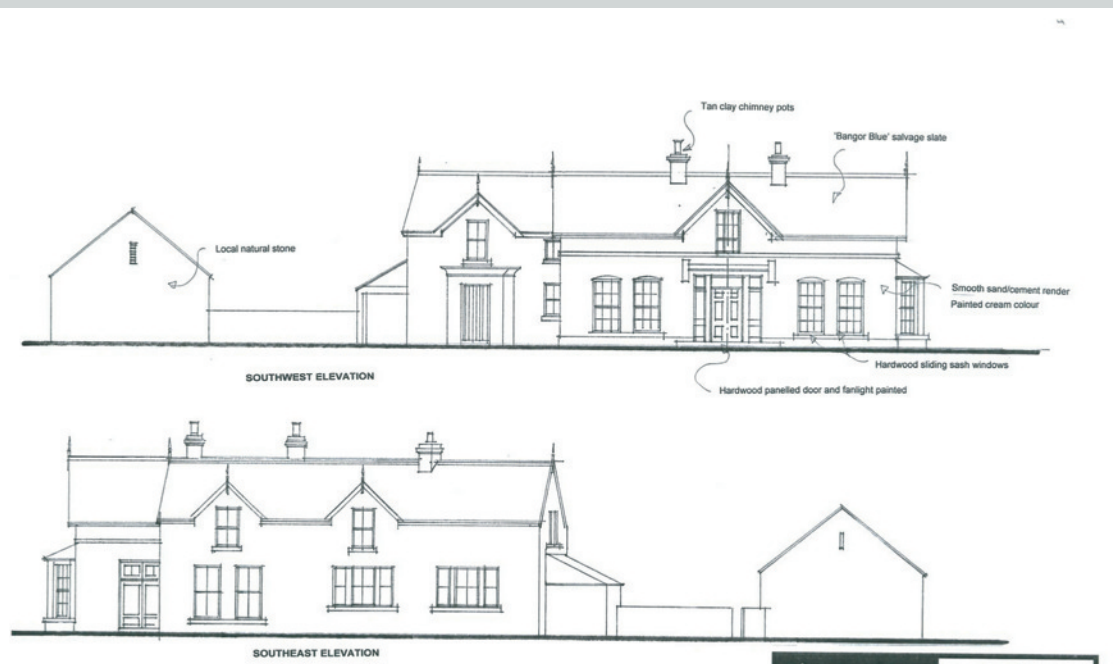 Tan clay chimney pots
'Bangor Blue' salvage slate
Local natural stone
Smooth sand/cement render
Painted cream colour
Hardwood sliding sash windows
SOUTHWEST ELEVATION
Hardwood panelled door and fanlight painted
SOUTHEAST ELEVATION